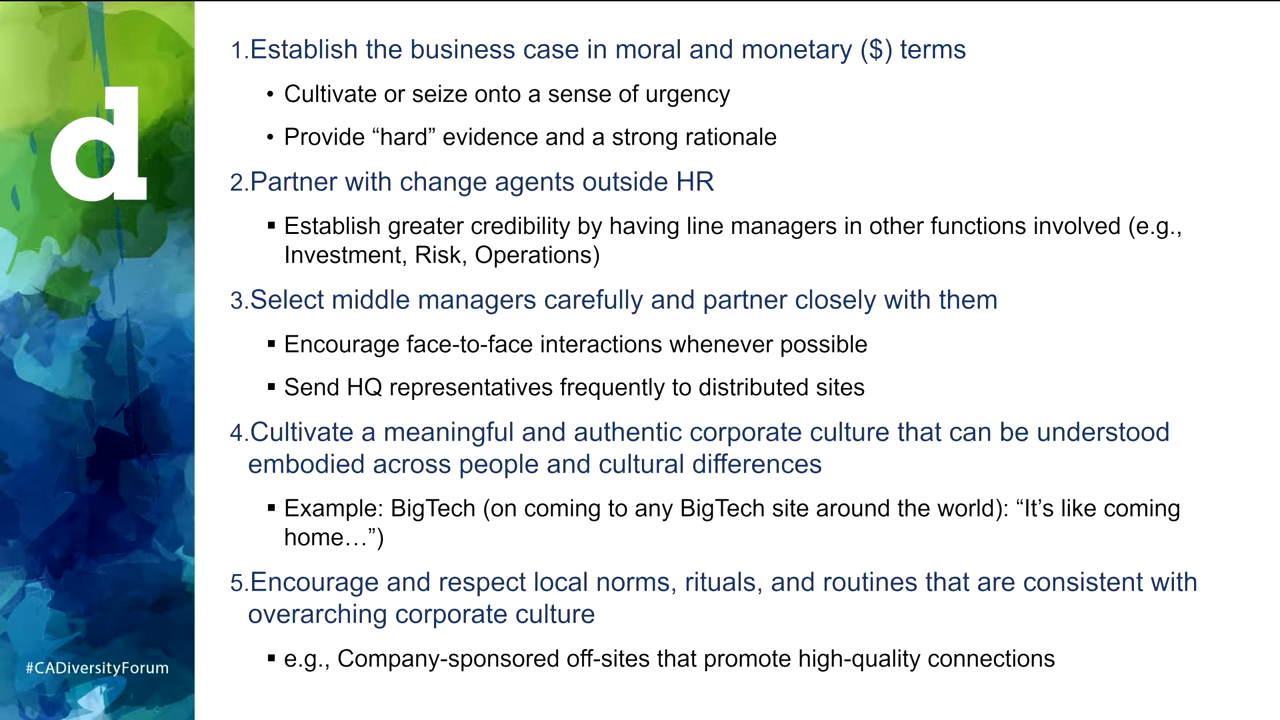 d
1.Establish the business case in moral and monetary ($) terms
• Cultivate or seize onto a sense of urgency
• Provide “hard” evidence and a strong rationale
2.Partner with change agents outside HR
▪ Establish greater credibility by having line managers in other functions involved (e.g.,
Investment, Risk, Operations)
3.Select middle managers carefully and partner closely with them
▪ Encourage face-to-face interactions whenever possible
▪ Send HQ representatives frequently to distributed sites
4.Cultivate a meaningful and authentic corporate culture that can be understood
embodied across people and cultural differences
▪ Example: BigTech (on coming to any BigTech site around the world): “It’s like coming
home…”)
5.Encourage and respect local norms, rituals, and routines that are consistent with
overarching corporate culture
▪ e.g., Company-sponsored off-sites that promote high-quality connections
#CADiversityForum